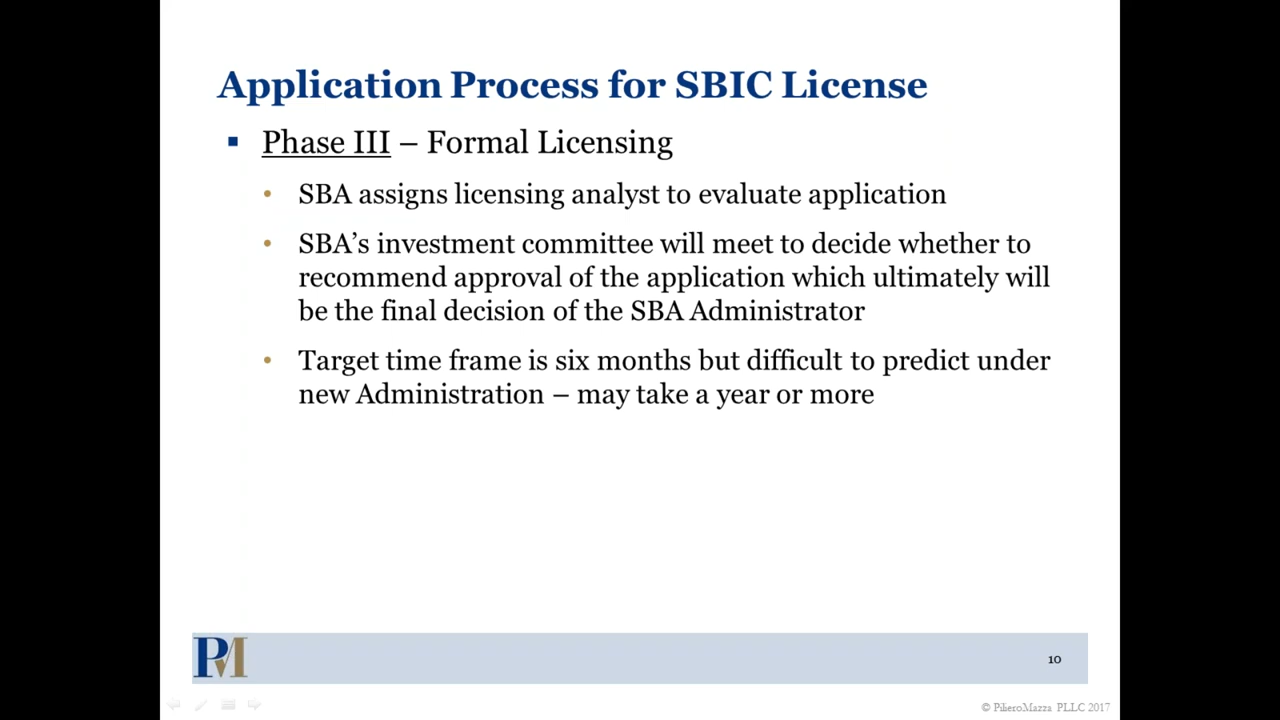 Application Process for SBIC License
▪ Phase III – Formal Licensing
• SBA assigns licensing analyst to evaluate application
• SBA’s investment committee will meet to decide whether to
recommend approval of the application which ultimately will
be the final decision of the SBA Administrator
• Target time frame is six months but difficult to predict under
new Administration – may take a year or more
PM
10
© PilieroMazza PLLC 2017